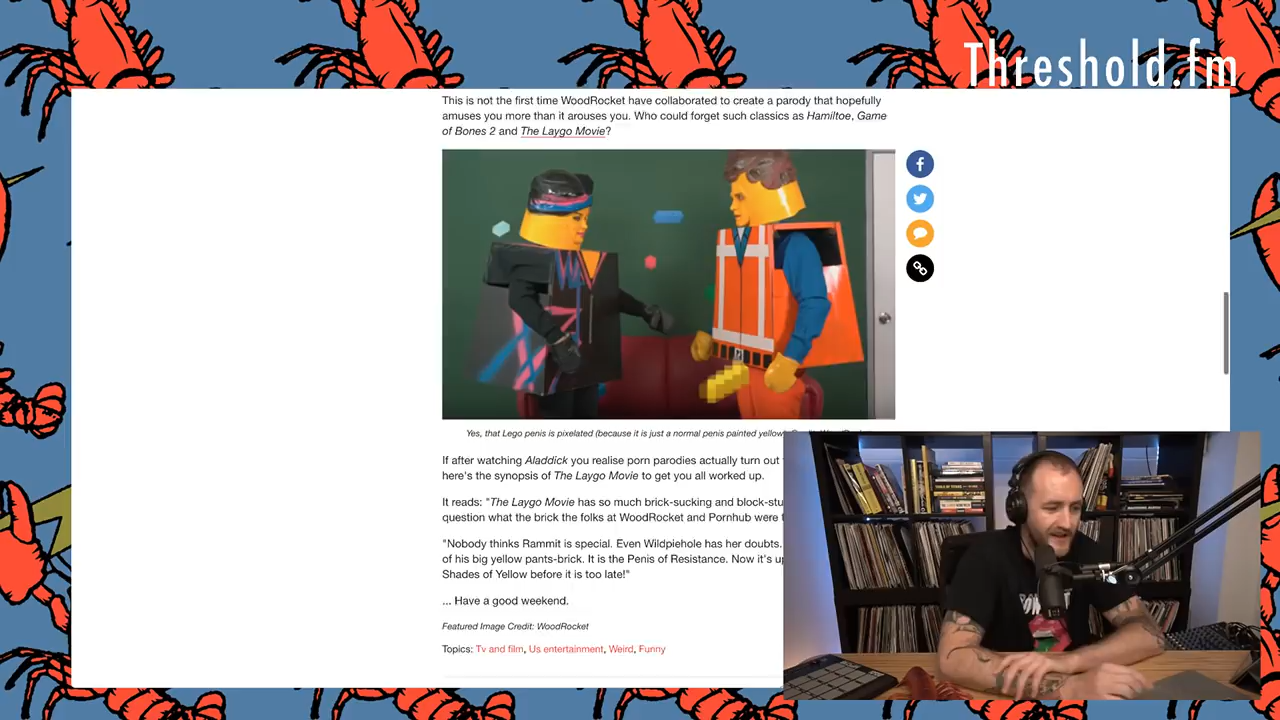 Threshold.fm
This is not the first time WoodRocket have collaborated to create a parody that hopefully
amuses you more than it arouses you. Who could forget such classics as Hamiltoe, Game
of Bones 2 and The Laygo Movie?
Yes, that Lego penis is pixelated (because it is just a normal penis painted yellow)
If after watching Aladdick you realise porn parodies actually turn out
here's the synopsis of The Laygo Movie to get you all worked up.
It reads: "The Laygo Movie has so much brick-sucking and
question what the brick the folks at WoodRocket and Pornhub were
"Nobody thinks Rammit is special. Even Wildpiehole has her doubts.
of his big yellow pants-brick. It is the Penis of Resistance. Now it's
Shades of Yellow before it is too late!"
... Have a good weekend.
Featured Image Credit: WoodRocket
Topics: Tv and film, Us entertainment, Weird, Funny